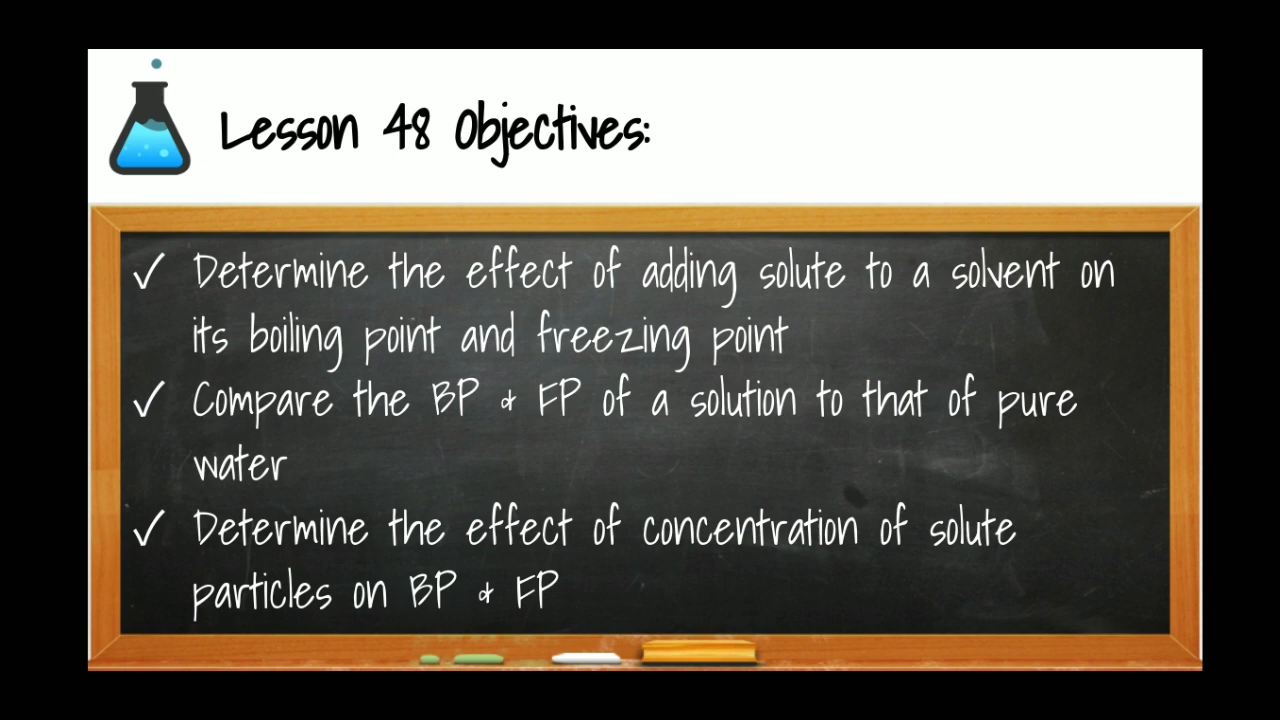 Lesson 48 Objectives:
✓ Determine the effect of adding solute to a solvent on
its boiling point and freezing point
✓ Compare the BP & FP of a solution to that of pure
water
✓ Determine the effect of concentration of solute
particles on BP & FP